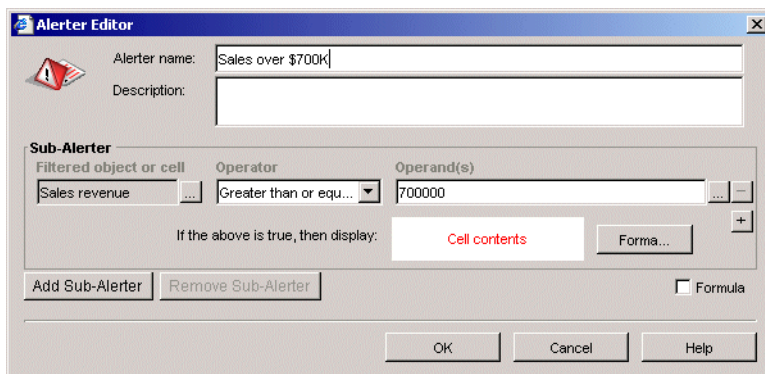 Alerter Editor
Alerter name: Sales over $700K
Description:
Sub-Alerter
Filtered object or cell Operator Operand(s)
Sales revenue ... Greater than or equ... 700000 ... −
+
If the above is true, then display: Cell contents Forma...
Add Sub-Alerter Remove Sub-Alerter Formula
OK Cancel Help